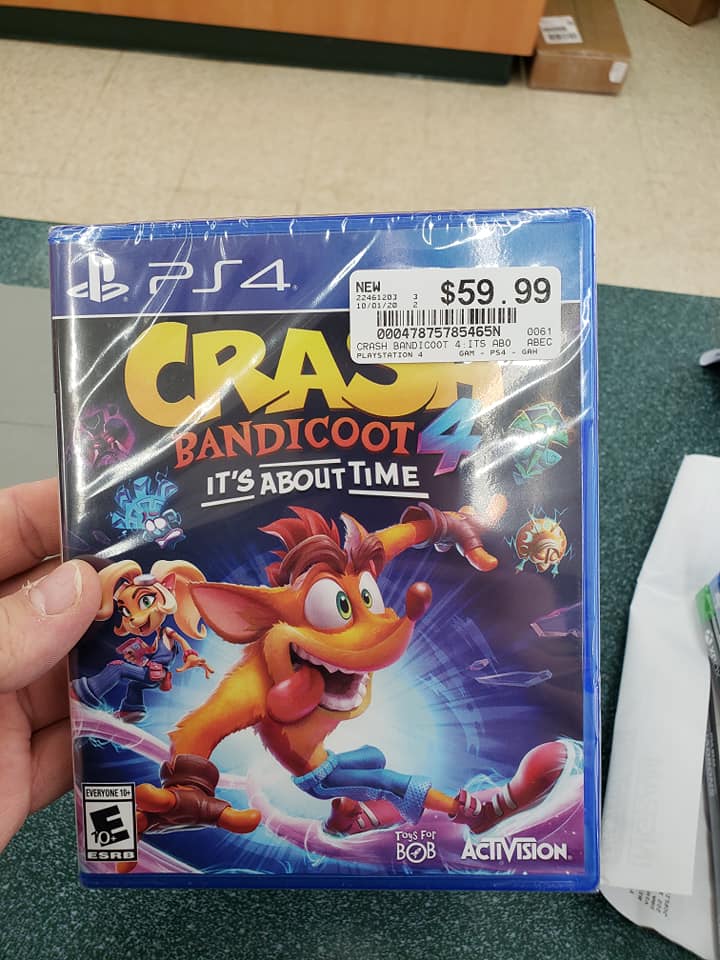 PS4
NEW
$59.99
22461203 3
10/01/20 2
00047875785465N 0061
CRASH BANDICOOT 4:ITS ABO ABEC
PLAYSTATION 4 GAM - PS4 - GAH
CRASH
BANDICOOT 4
IT'S ABOUT TIME
EVERYONE 10+
E
10+
ESRB
TOYS FOR
BOB
ACTIVISION